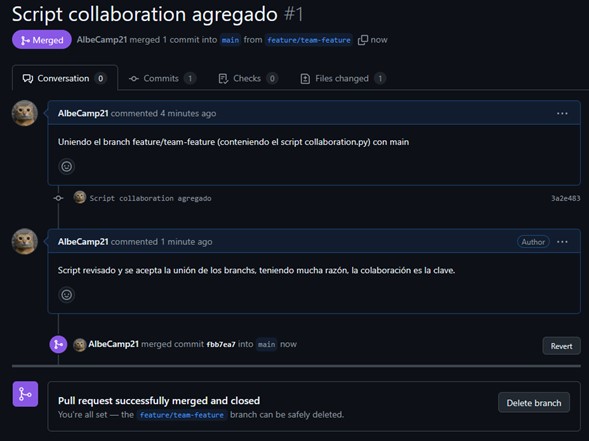 Script collaboration agregado #1
Merged AlbeCamp21 merged 1 commit into main from feature/team-feature now
Conversation 0 Commits 1 Checks 0 Files changed 1
AlbeCamp21 commented 4 minutes ago
Uniendo el branch feature/team-feature (conteniendo el script collaboration.py) con main
Script collaboration agregado 3a2e483
AlbeCamp21 commented 1 minute ago Author
Script revisado y se acepta la unión de los branchs, teniendo mucha razón, la colaboración es la clave.
AlbeCamp21 merged commit fbb7ea7 into main now Revert
Pull request successfully merged and closed
You're all set — the feature/team-feature branch can be safely deleted.
Delete branch